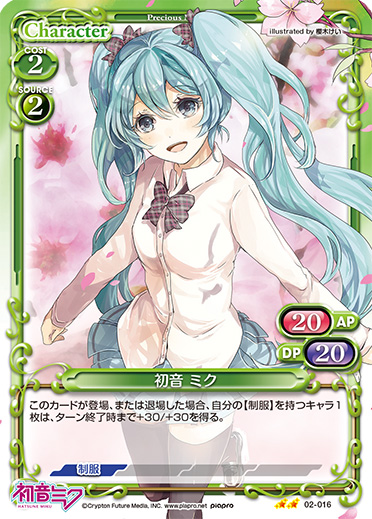 Precious
Character
illustrated by 櫻木けい
COST
2
SOURCE
2
20 AP
DP 20
初音 ミク
このカードが登場、または退場した場合、自分の【制服】を持つキャラ1
枚は、ターン終了時まで+30/+30を得る。
制服
初音ミク
HATSUNE MIKU
©Crypton Future Media, INC. www.piapro.net piapro
02-016